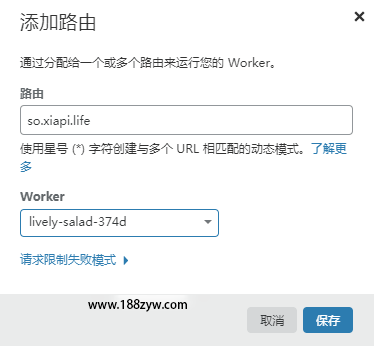 添加路由
×
通过分配给一个或多个路由来运行您的 Worker。
路由
so.xiapi.life
使用星号 (*) 字符创建与多个 URL 相匹配的动态模式。了解更
多
Worker
lively-salad-374d
请求限制失败模式
www.188zyw.com
取消 保存